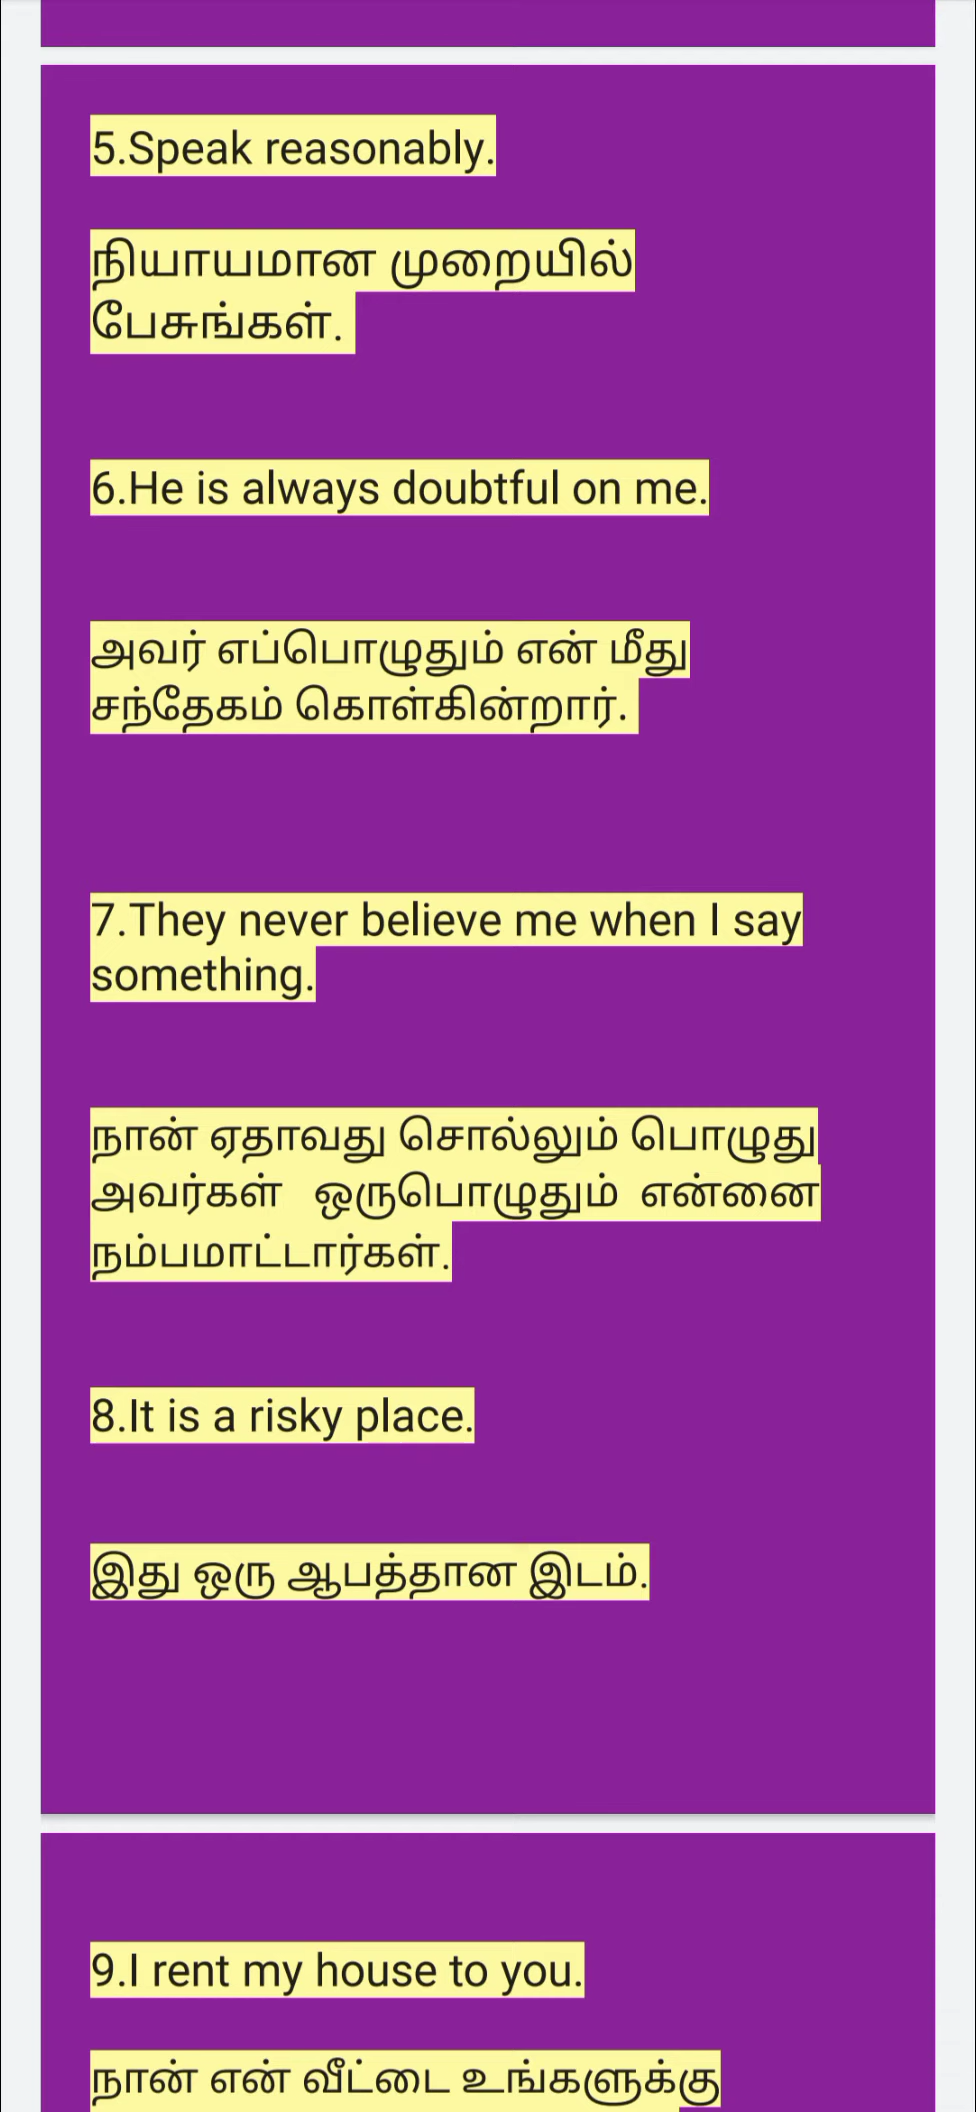 5.Speak reasonably.
நியாயமான முறையில்
பேசுங்கள்.
6.He is always doubtful on me.
அவர் எப்பொழுதும் என் மீது
சந்தேகம் கொள்கின்றார்.
7.They never believe me when I say
something.
நான் ஏதாவது சொல்லும் பொழுது
அவர்கள் ஒருபொழுதும் என்னை
நம்பமாட்டார்கள்.
8.It is a risky place.
இது ஒரு ஆபத்தான இடம்.
9.I rent my house to you.
நான் என் வீட்டை உங்களுக்கு